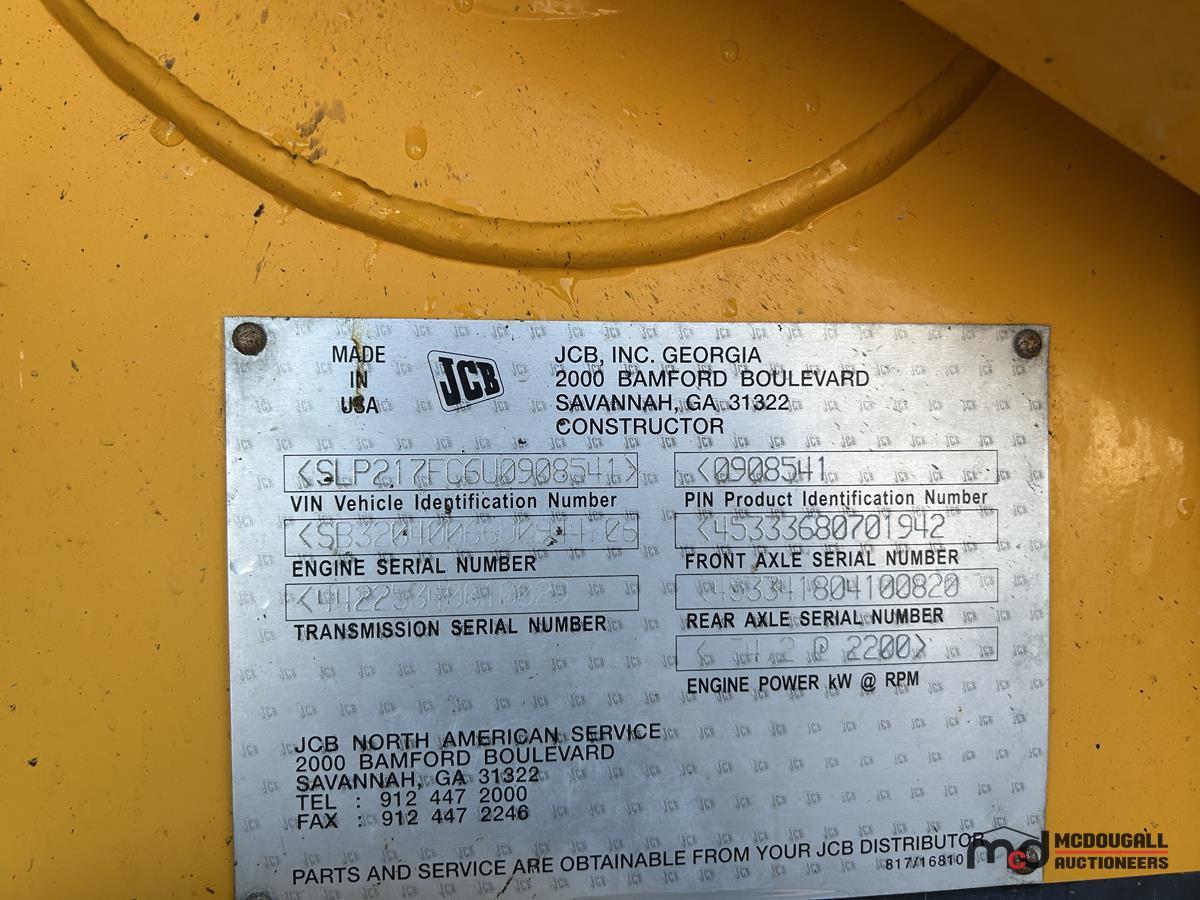 MADE
IN
USA
JCB
JCB, INC. GEORGIA
2000 BAMFORD BOULEVARD
SAVANNAH, GA 31322
CONSTRUCTOR
<SLP217FC6U0908541>
VIN Vehicle Identification Number
<0908541
PIN Product Identification Number
ENGINE SERIAL NUMBER
<45333680701942
FRONT AXLE SERIAL NUMBER
TRANSMISSION SERIAL NUMBER
<453341804100820
REAR AXLE SERIAL NUMBER
@ 2200>
ENGINE POWER kW @ RPM
JCB NORTH AMERICAN SERVICE
2000 BAMFORD BOULEVARD
SAVANNAH, GA 31322
TEL : 912 447 2000
FAX : 912 447 2246
PARTS AND SERVICE ARE OBTAINABLE FROM YOUR JCB DISTRIBUTOR
817/16810
mcd MCDOUGALL
AUCTIONEERS